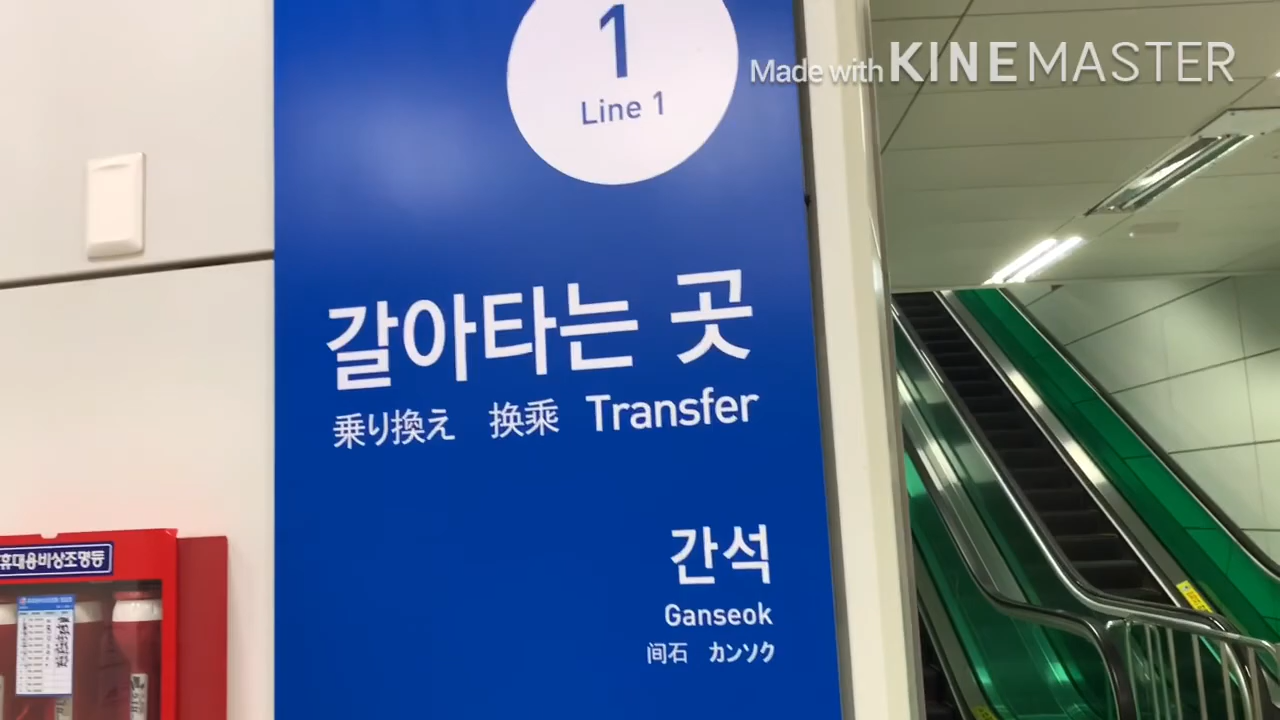 1
Line 1
Made with KINEMASTER
갈아타는 곳
乗り換え 换乘 Transfer
간석
Ganseok
间石 カンソク
휴대용비상조명등